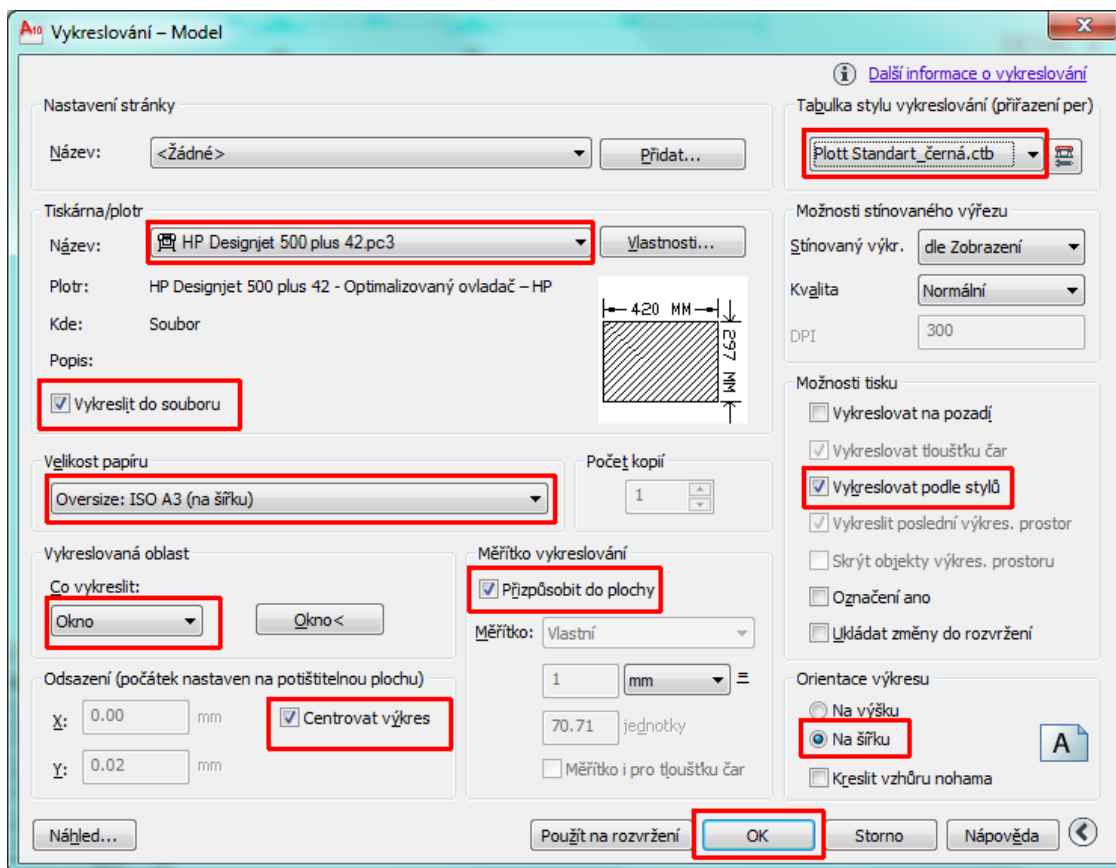 A10 Vykreslování – Model
Další informace o vykreslování
Nastavení stránky
Název: <Žádné> Přidat...
Tabulka stylu vykreslování (přiřazení per)
Plott Standart_černá.ctb
Tiskárna/plotr
Název: HP Designjet 500 plus 42.pc3 Vlastnosti...
Plotr: HP Designjet 500 plus 42 - Optimalizovaný ovladač – HP
Kde: Soubor
Popis:
Vykreslit do souboru
420 MM
297 MM
Možnosti stínovaného výřezu
Stínovaný výkr. dle Zobrazení
Kvalita Normální
DPI 300
Velikost papíru
Oversize: ISO A3 (na šířku)
Počet kopií
1
Možnosti tisku
Vykreslovat na pozadí
Vykreslovat tloušťku čar
Vykreslovat podle stylů
Vykreslit poslední výkres. prostor
Skrýt objekty výkres. prostoru
Označení ano
Ukládat změny do rozvržení
Vykreslovaná oblast
Co vykreslit:
Okno Okno<
Měřítko vykreslování
Přizpůsobit do plochy
Měřítko: Vlastní
1 mm =
70.71 jednotky
Měřítko i pro tloušťku čar
Odsazení (počátek nastaven na potištitelnou plochu)
X: 0.00 mm Centrovat výkres
Y: 0.02 mm
Orientace výkresu
Na výšku
Na šířku
Kreslit vzhůru nohama
A
Náhled... Použít na rozvržení OK Storno Nápověda